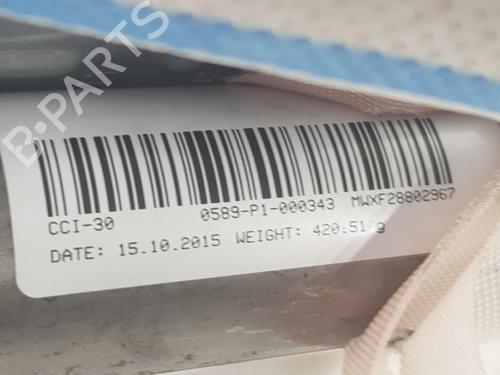 B-PARTS
CCI-30 0589-P1-000343 MWXF28802967
DATE: 15.10.2015 WEIGHT: 420.51 g